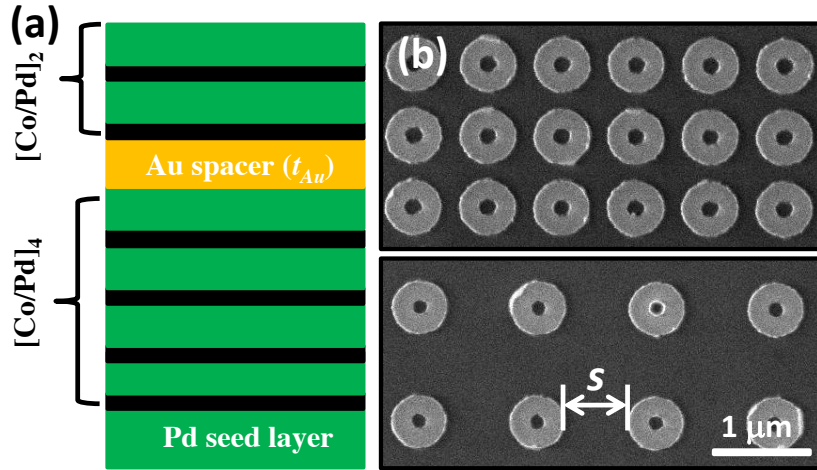 (a)
[Co/Pd]2
Au spacer (tAu)
[Co/Pd]4
Pd seed layer
(b)
S
1 μm